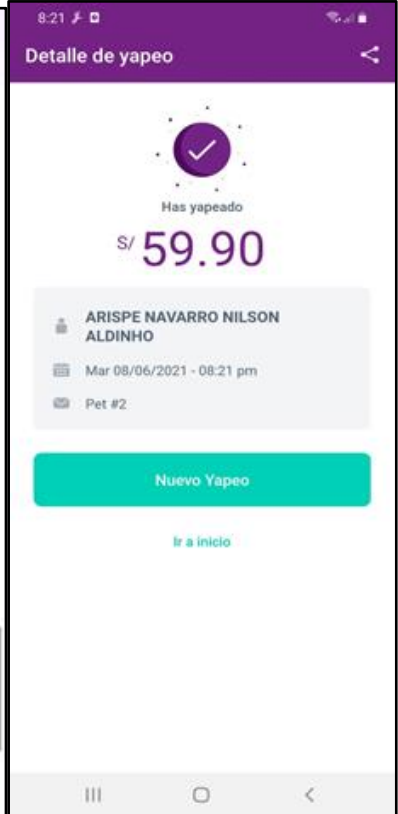 8:21
Detalle de yapeo
Has yapeado
S/ 59.90
ARISPE NAVARRO NILSON
ALDINHO
Mar 08/06/2021 - 08:21 pm
Pet #2
Nuevo Yapeo
Ir a inicio